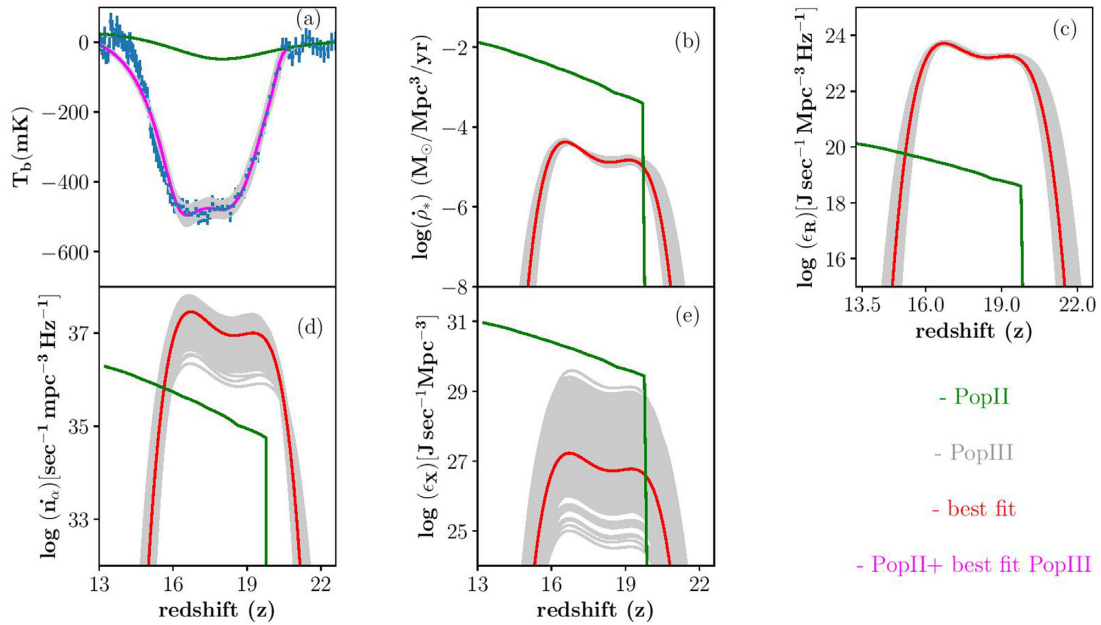 (a)
0
−200
−400
−600
T_b(mK)
(b)
−2
−4
−6
−8
log(ρ̇_*) (M_⊙/Mpc³/yr)
(c)
24
22
20
18
16
log (ϵ_R)[J sec⁻¹ Mpc⁻³ Hz⁻¹]
13.5 16.0 19.0 22.0
redshift (z)
(d)
37
35
33
log (ṅ_α)[sec⁻¹ mpc⁻³ Hz⁻¹]
13 16 19 22
redshift (z)
(e)
31
29
27
25
log (ϵ_X)[J sec⁻¹Mpc⁻³]
13 16 19 22
redshift (z)
- PopII
- PopIII
- best fit
- PopII+ best fit PopIII